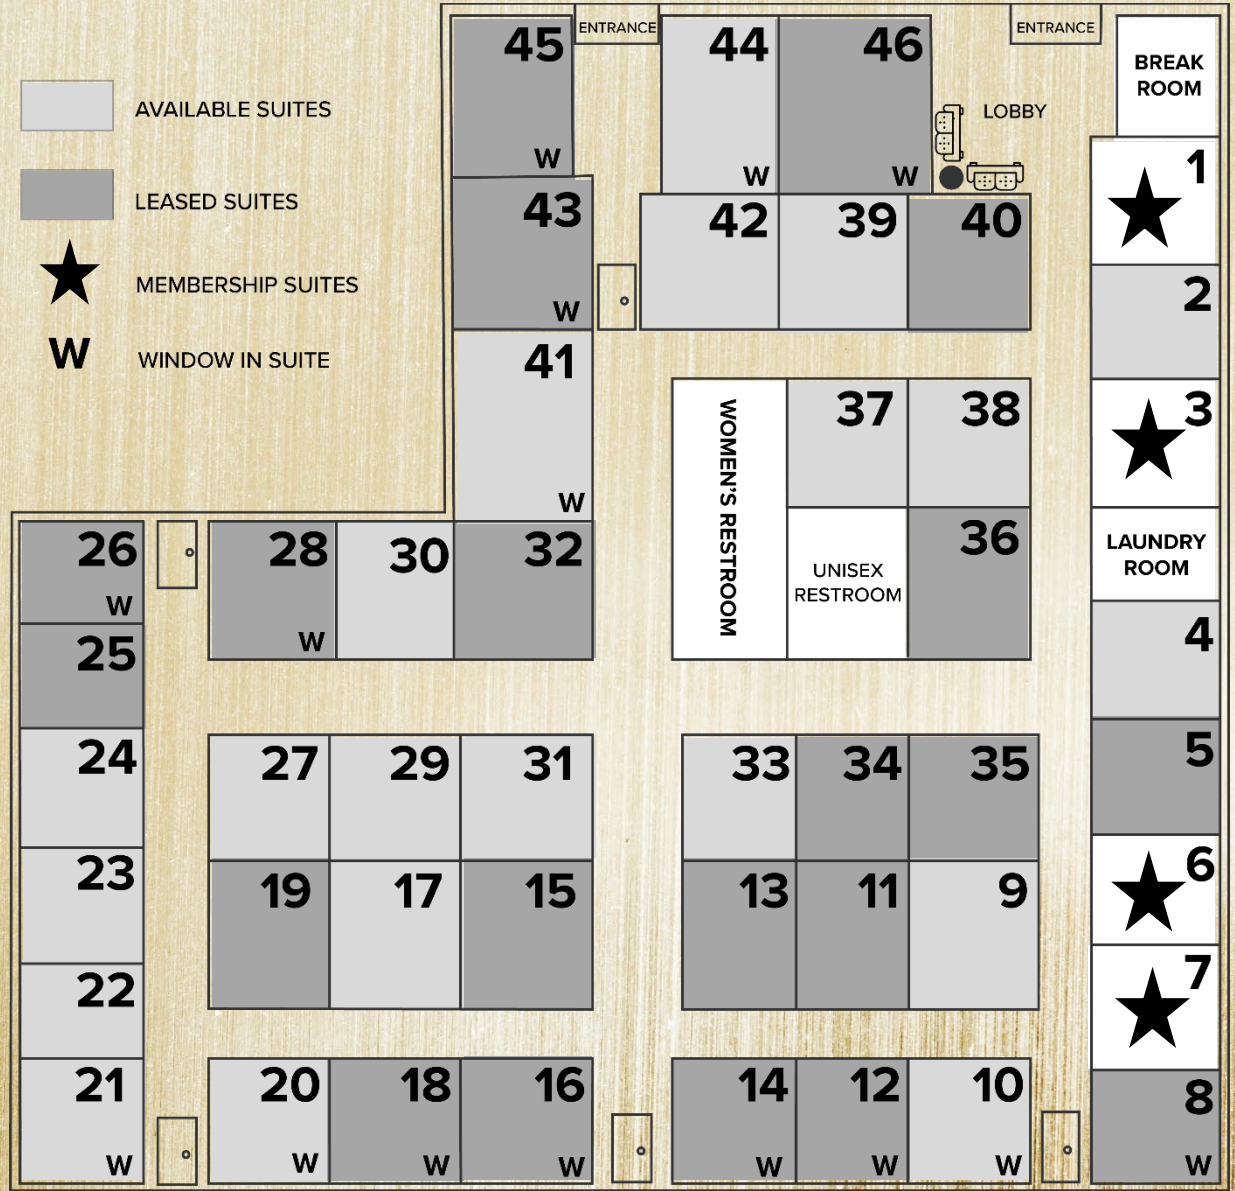 ENTRANCE
ENTRANCE
45
W
44
W
46
W
BREAK
ROOM
LOBBY
AVAILABLE SUITES
LEASED SUITES
MEMBERSHIP SUITES
W
WINDOW IN SUITE
43
W
42
39
40
1
2
41
W
WOMEN'S RESTROOM
37
38
3
36
UNISEX
RESTROOM
LAUNDRY
ROOM
26
W
28
W
30
32
25
4
24
27
29
31
33
34
35
5
23
19
17
15
13
11
9
6
22
7
21
W
20
W
18
W
16
W
14
W
12
W
10
W
8
W